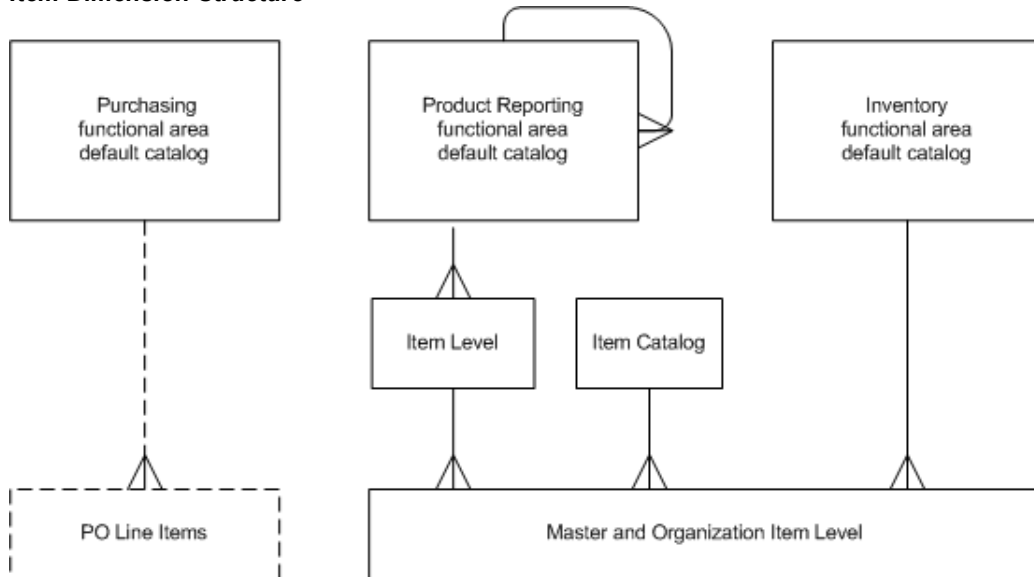 Item Dimension Structure
Purchasing
functional area
default catalog
Product Reporting
functional area
default catalog
Inventory
functional area
default catalog
Item Level
Item Catalog
PO Line Items
Master and Organization Item Level